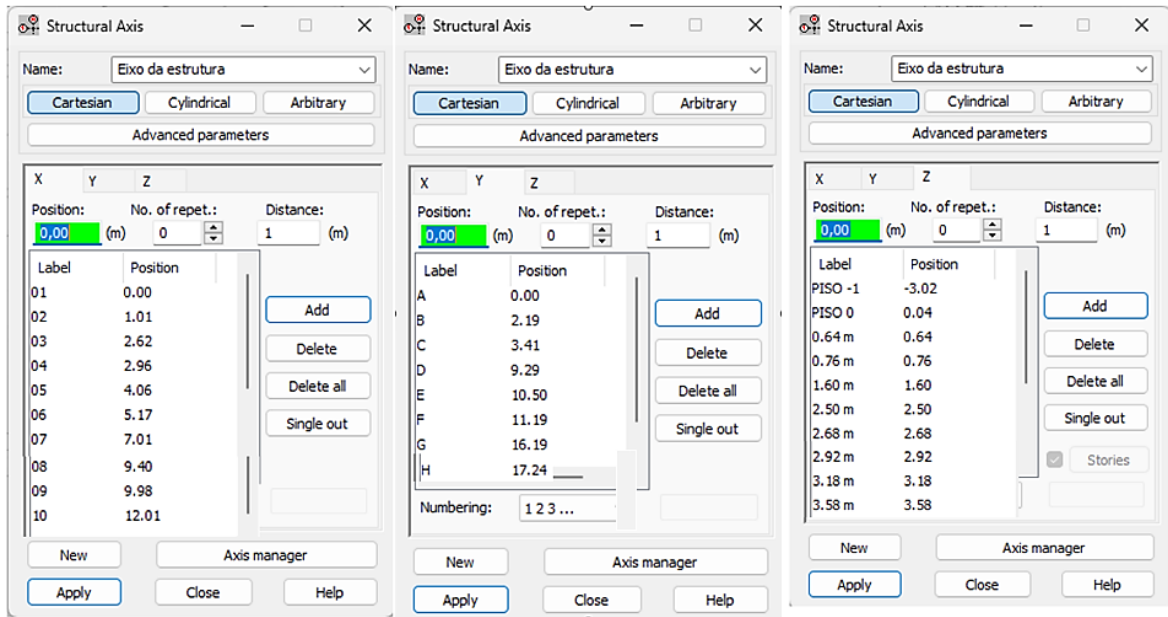 Structural Axis
Name: Eixo da estrutura
Cartesian Cylindrical Arbitrary
Advanced parameters
X Y Z
Position: No. of repet.: Distance:
0,00 (m) 0 1 (m)
Label Position
01 0.00
02 1.01
03 2.62
04 2.96
05 4.06
06 5.17
07 7.01
08 9.40
09 9.98
10 12.01
Add
Delete
Delete all
Single out
New Axis manager
Apply Close Help
Structural Axis
Name: Eixo da estrutura
Cartesian Cylindrical Arbitrary
Advanced parameters
X Y Z
Position: No. of repet.: Distance:
0,00 (m) 0 1 (m)
Label Position
A 0.00
B 2.19
C 3.41
D 9.29
E 10.50
F 11.19
G 16.19
H 17.24
Add
Delete
Delete all
Single out
Numbering: 1 2 3 ...
New Axis manager
Apply Close Help
Structural Axis
Name: Eixo da estrutura
Cartesian Cylindrical Arbitrary
Advanced parameters
X Y Z
Position: No. of repet.: Distance:
0,00 (m) 0 1 (m)
Label Position
PISO -1 -3.02
PISO 0 0.04
0.64 m 0.64
0.76 m 0.76
1.60 m 1.60
2.50 m 2.50
2.68 m 2.68
2.92 m 2.92
3.18 m 3.18
3.58 m 3.58
Add
Delete
Delete all
Single out
Stories
New Axis manager
Apply Close Help